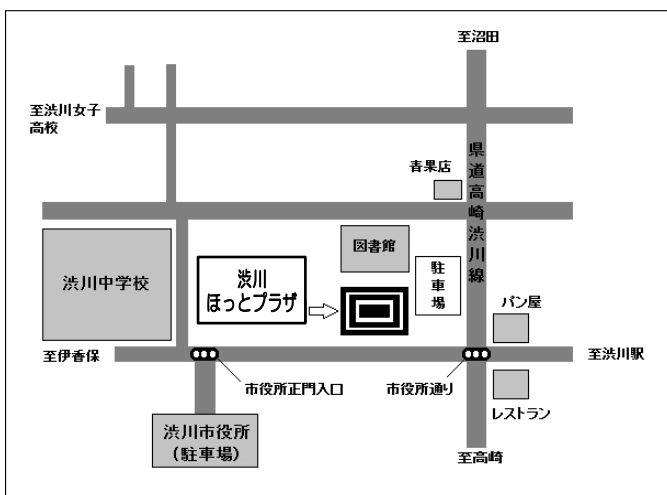 至沼田
至渋川女子
高校
県道高崎渋川線
青果店
図書館
渋川中学校
渋川
ほっとプラザ
駐車場
パン屋
至伊香保
至渋川駅
市役所正門入口
市役所通り
レストラン
渋川市役所
(駐車場)
至高崎